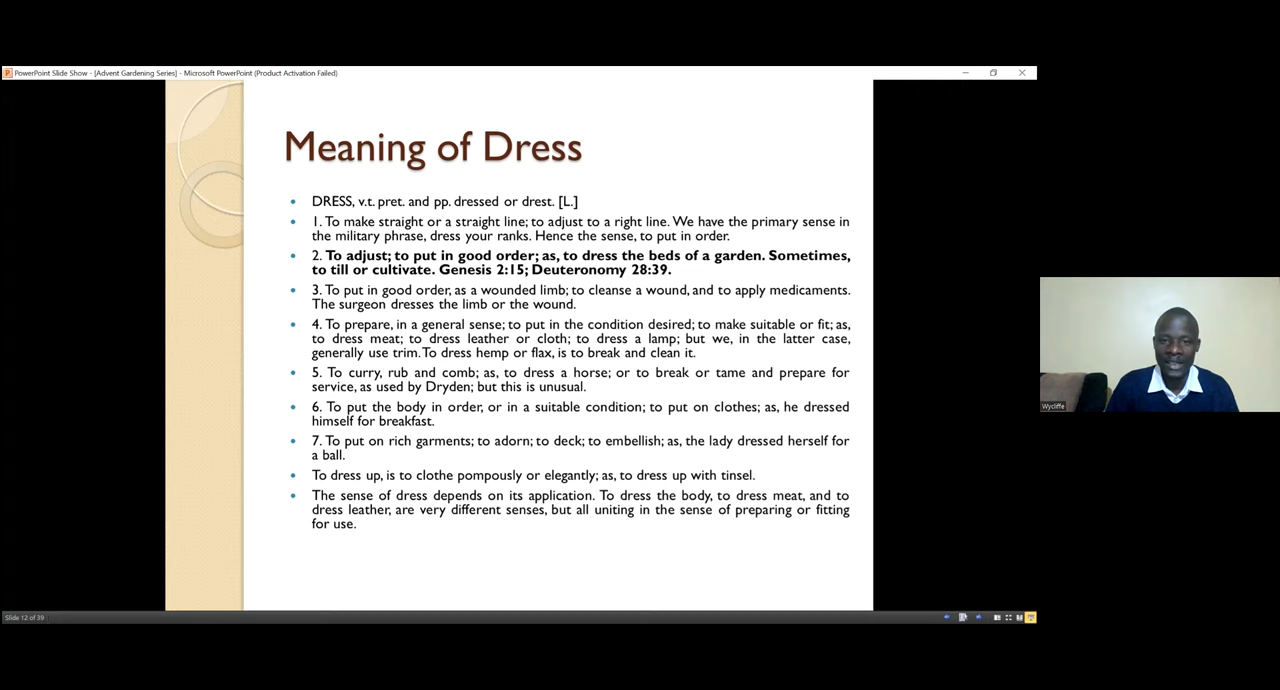 PowerPoint Slide Show - [Advent Gardening Series] - Microsoft PowerPoint (Product Activation Failed)
Meaning of Dress
DRESS, v.t. pret. and pp. dressed or drest. [L.]
1. To make straight or a straight line; to adjust to a right line. We have the primary sense in
the military phrase, dress your ranks. Hence the sense, to put in order.
2. To adjust; to put in good order; as, to dress the beds of a garden. Sometimes,
to till or cultivate. Genesis 2:15; Deuteronomy 28:39.
3. To put in good order, as a wounded limb; to cleanse a wound, and to apply medicaments.
The surgeon dresses the limb or the wound.
4. To prepare, in a general sense; to put in the condition desired; to make suitable or fit; as,
to dress meat; to dress leather or cloth; to dress a lamp; but we, in the latter case,
generally use trim. To dress hemp or flax, is to break and clean it.
5. To curry, rub and comb; as, to dress a horse; or to break or tame and prepare for
service, as used by Dryden; but this is unusual.
6. To put the body in order, or in a suitable condition; to put on clothes; as, he dressed
himself for breakfast.
7. To put on rich garments; to adorn; to deck; to embellish; as, the lady dressed herself for
a ball.
To dress up, is to clothe pompously or elegantly; as, to dress up with tinsel.
The sense of dress depends on its application. To dress the body, to dress meat, and to
dress leather, are very different senses, but all uniting in the sense of preparing or fitting
for use.
Wycliffe
Slide 12 of 39